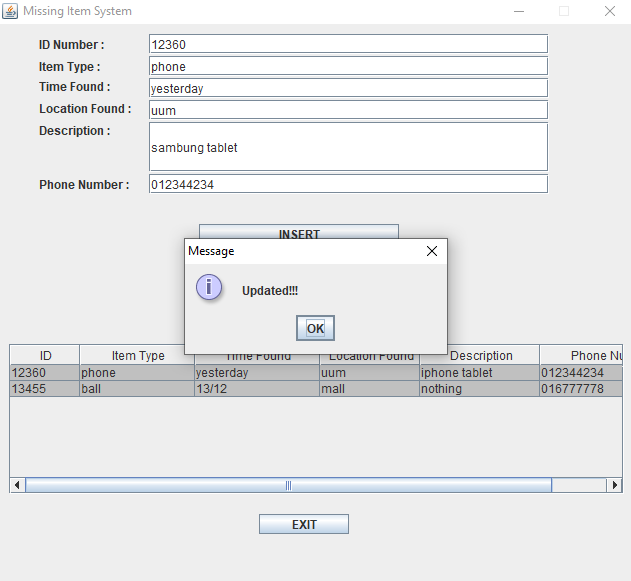 Missing Item System
ID Number : 12360
Item Type : phone
Time Found : yesterday
Location Found : uum
Description : sambung tablet
Phone Number : 012344234
INSERT
Message
Updated!!!
OK
ID Item Type Time Found Location Found Description Phone Nu
12360 phone yesterday uum iphone tablet 012344234
13455 ball 13/12 mall nothing 016777778
EXIT